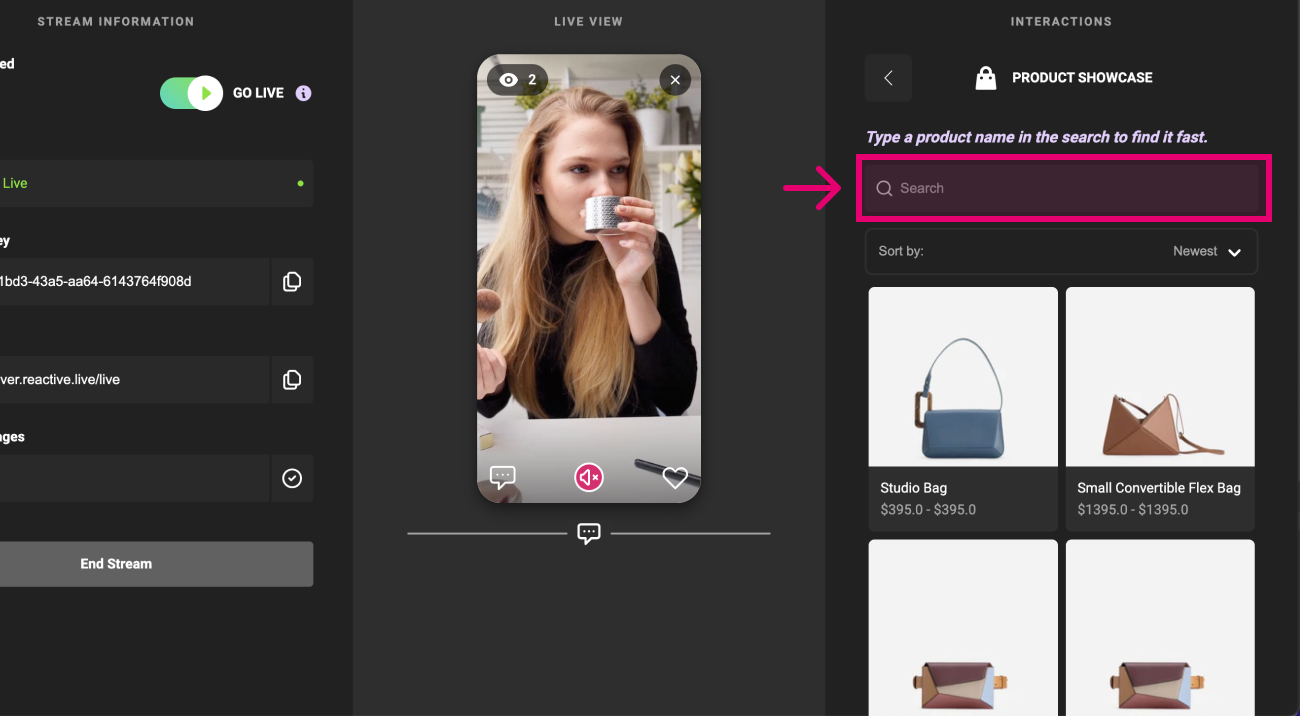 STREAM INFORMATION
ed
GO LIVE
Live
ey
1bd3-43a5-aa64-6143764f908d
ver.reactive.live/live
ages
End Stream
LIVE VIEW
2
INTERACTIONS
PRODUCT SHOWCASE
Type a product name in the search to find it fast.
Search
Sort by: Newest
Studio Bag
$395.0 - $395.0
Small Convertible Flex Bag
$1395.0 - $1395.0